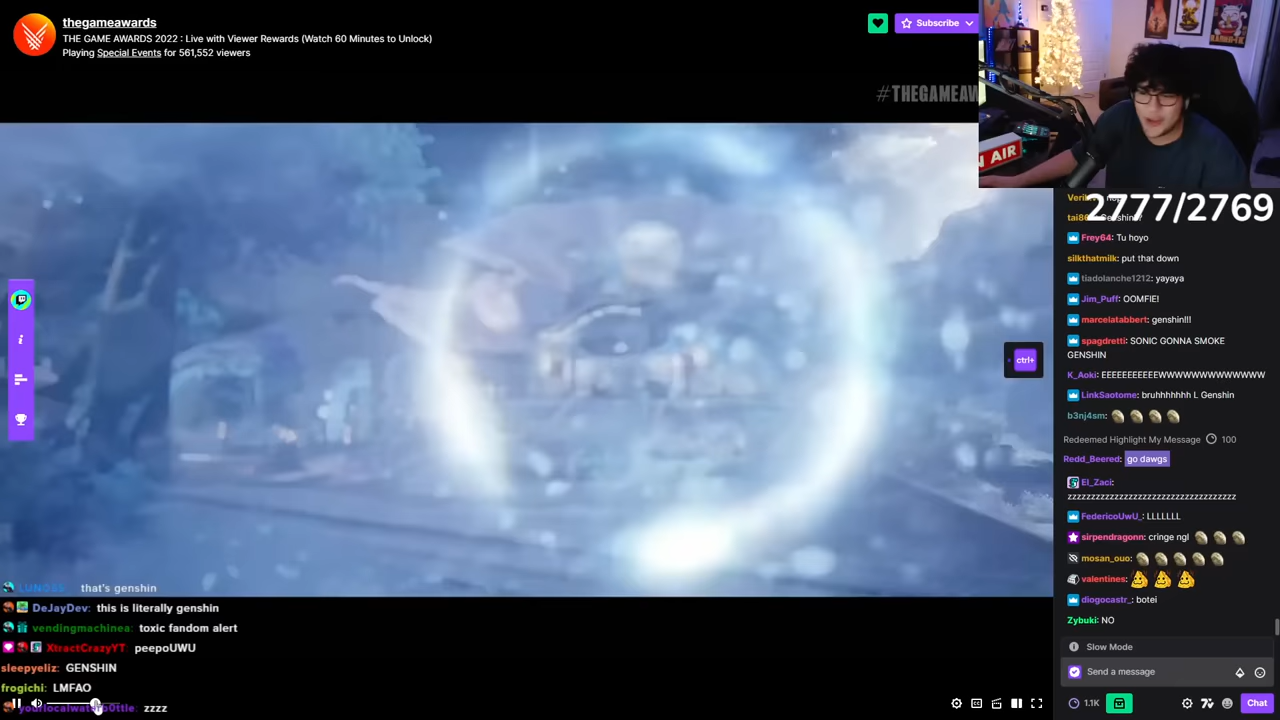 thegameawards
THE GAME AWARDS 2022 : Live with Viewer Rewards (Watch 60 Minutes to Unlock)
Playing Special Events for 561,552 viewers
Subscribe
#THEGAMEAW
N AIR
2777/2769
Frey64: Tu hoyo
silkthatmilk: put that down
tiadolanche1212: yayaya
Jim_Puff: OOMFIE!
marcelatabbert: genshin!!!
spagdretti: SONIC GONNA SMOKE
GENSHIN
K_Aoki: EEEEEEEEEEEWWWWWWWWWWWWW
LinkSaotome: bruhhhhhhh L Genshin
b3nj4sm:
Redeemed Highlight My Message 100
Redd_Beered: go dawgs
El_Zaci:
zzzzzzzzzzzzzzzzzzzzzzzzzzzzzzzzzzzz
FedericoUwU_: LLLLLLL
sirpendragonn: cringe ngl
mosan_ouo:
valentines:
diogocastr_: botei
Zybuki: NO
Slow Mode
Send a message
1.1K
Chat
ctrl+
that's genshin
DeJayDev: this is literally genshin
vendingmachinea: toxic fandom alert
XtractCrazyYT: peepoUWU
sleepyeliz: GENSHIN
frogichi: LMFAO
zzzz